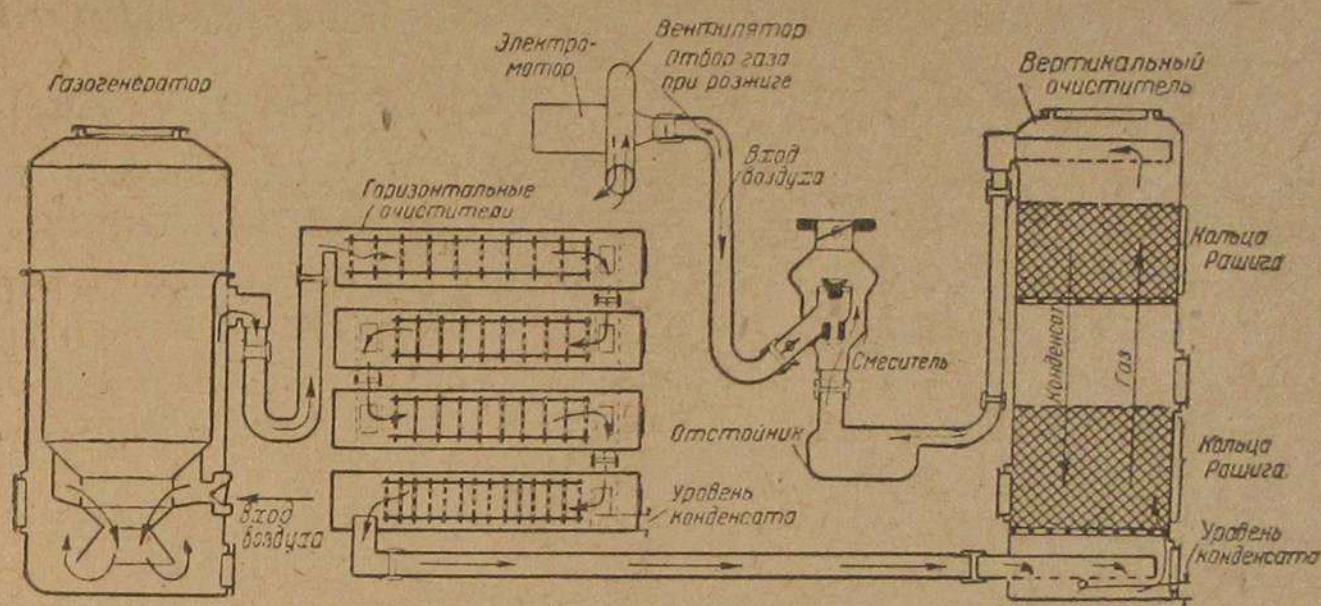 Газогенератор
Электро-
мотор
Вентилятор
Отбор газа
при розжиге
Вертикальный
очиститель
Горизонтальные
очистители
Вход
воздуха
Кольца
Рашига
Конденсат
Газ
Смеситель
Отстойник
Кольца
Рашига
Уровень
конденсата
Вход
воздуха
Уровень
конденсата